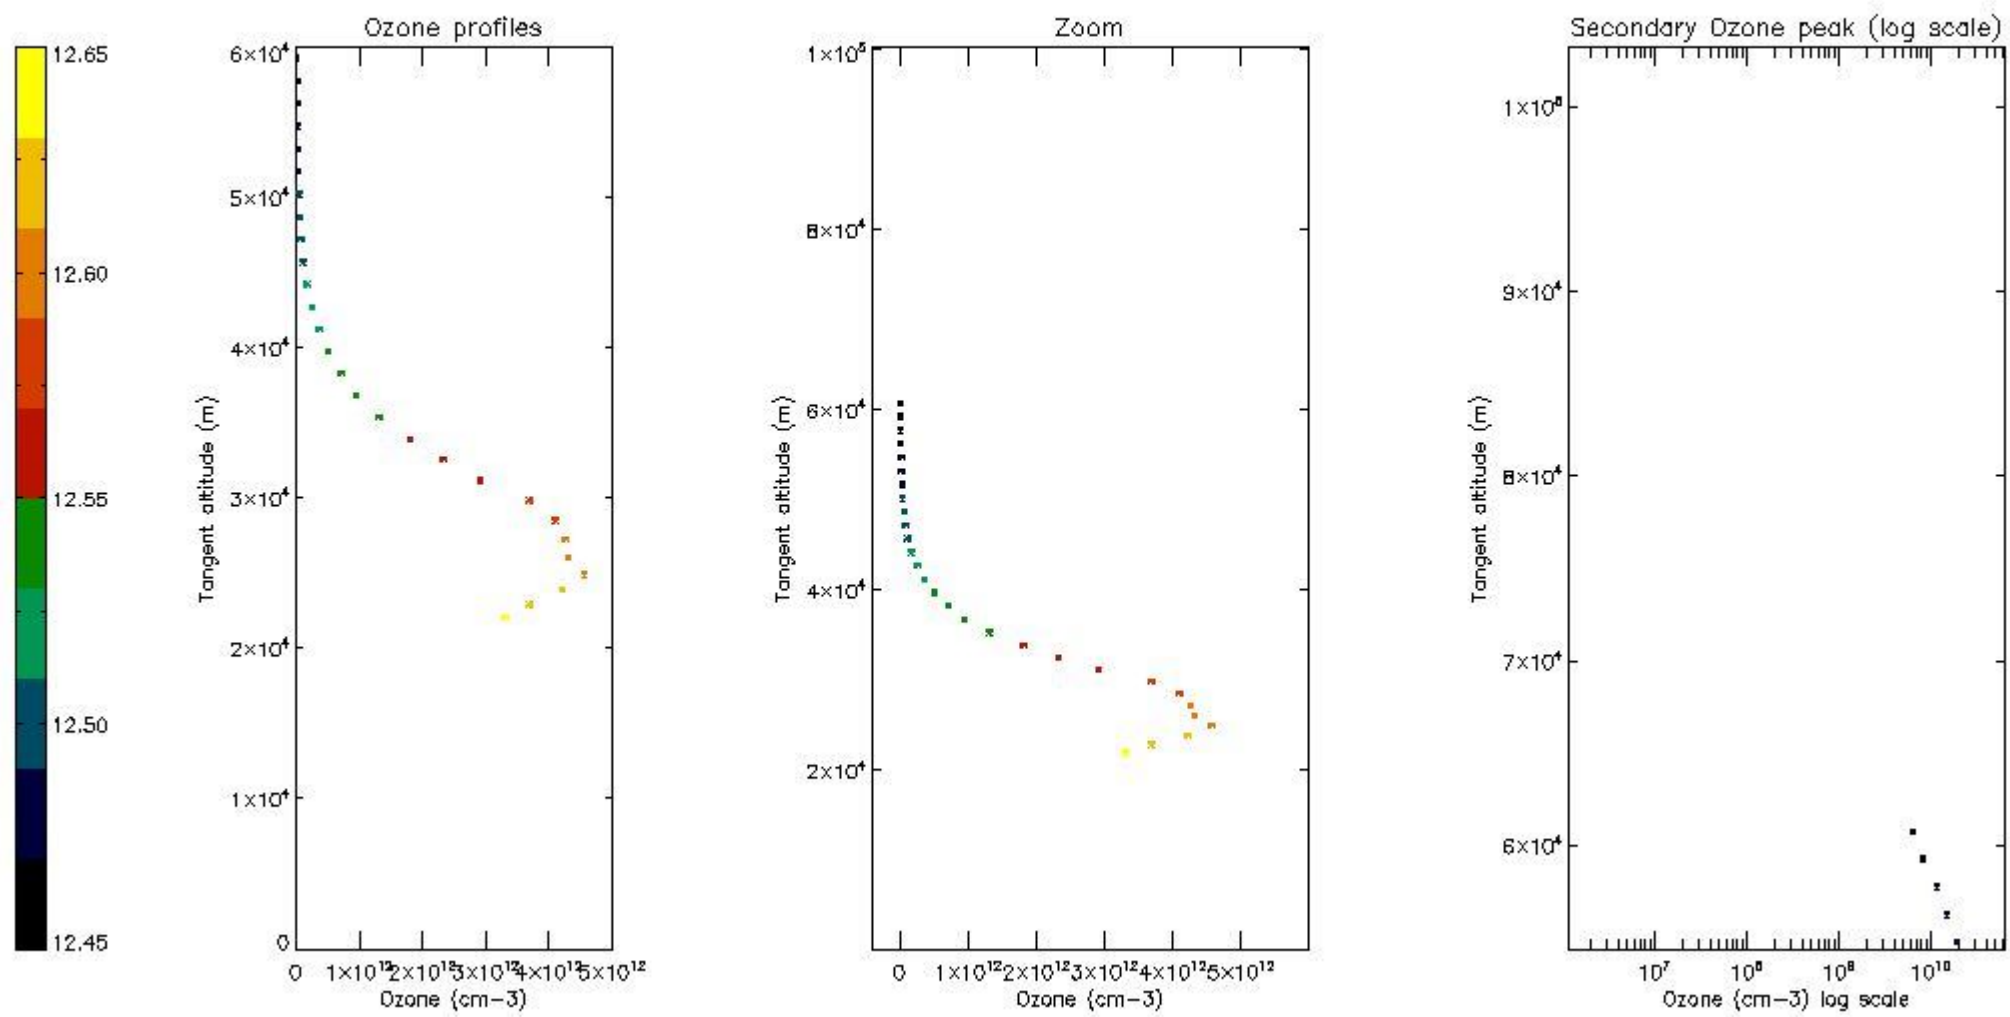 Ozone profiles
Zoom
Secondary Ozone peak (log scale)
12.65
12.60
12.55
12.50
12.45
6×10⁴
5×10⁴
4×10⁴
3×10⁴
2×10⁴
1×10⁴
0
Tangent altitude (m)
0 1×10¹² 2×10¹² 3×10¹² 4×10¹² 5×10¹²
Ozone (cm-3)
1×10⁵
8×10⁴
6×10⁴
4×10⁴
2×10⁴
Tangent altitude (m)
0 1×10¹² 2×10¹² 3×10¹² 4×10¹² 5×10¹²
Ozone (cm-3)
9×10⁴
8×10⁴
7×10⁴
6×10⁴
Tangent altitude (m)
10⁷ 10⁸ 10⁹ 10¹⁰
Ozone (cm-3) log scale